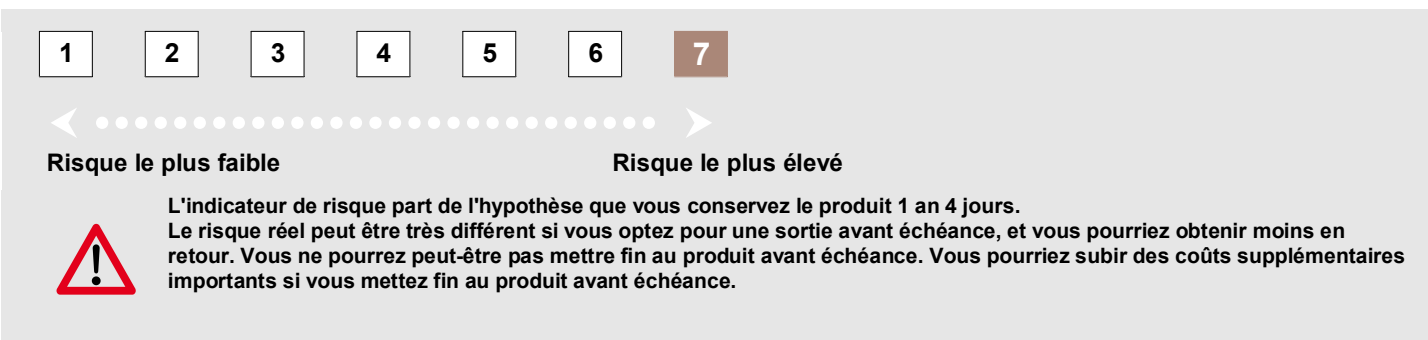 1 2 3 4 5 6 7
Risque le plus faible Risque le plus élevé
L'indicateur de risque part de l'hypothèse que vous conservez le produit 1 an 4 jours.
Le risque réel peut être très différent si vous optez pour une sortie avant échéance, et vous pourriez obtenir moins en
retour. Vous ne pourrez peut-être pas mettre fin au produit avant échéance. Vous pourriez subir des coûts supplémentaires
importants si vous mettez fin au produit avant échéance.